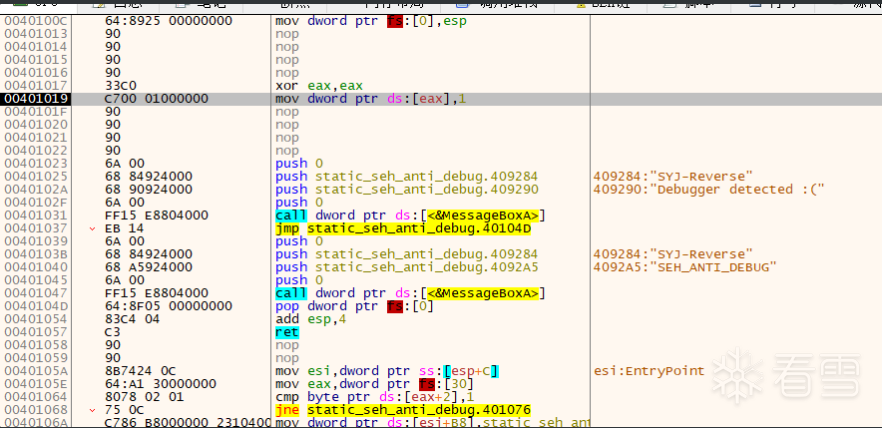 0040100C 64:8925 00000000 mov dword ptr fs:[0],esp
00401013 90 nop
00401014 90 nop
00401015 90 nop
00401016 90 nop
00401017 33C0 xor eax,eax
00401019 C700 01000000 mov dword ptr ds:[eax],1
0040101F 90 nop
00401020 90 nop
00401021 90 nop
00401022 90 nop
00401023 6A 00 push 0
00401025 68 84924000 push static_seh_anti_debug.409284 409284:"SYJ-Reverse"
0040102A 68 90924000 push static_seh_anti_debug.409290 409290:"Debugger detected :("
0040102F 6A 00 push 0
00401031 FF15 E8804000 call dword ptr ds:[<&MessageBoxA>]
00401037 EB 14 jmp static_seh_anti_debug.40104D
00401039 6A 00 push 0
0040103B 68 84924000 push static_seh_anti_debug.409284 409284:"SYJ-Reverse"
00401040 68 A5924000 push static_seh_anti_debug.4092A5 4092A5:"SEH_ANTI_DEBUG"
00401045 6A 00 push 0
00401047 FF15 E8804000 call dword ptr ds:[<&MessageBoxA>]
0040104D 64:8F05 00000000 pop dword ptr fs:[0]
00401054 83C4 04 add esp,4
00401057 C3 ret
00401058 90 nop
00401059 90 nop
0040105A 8B7424 0C mov esi,dword ptr ss:[esp+C] esi:EntryPoint
0040105E 64:A1 30000000 mov eax,dword ptr fs:[30]
00401064 8078 02 01 cmp byte ptr ds:[eax+2],1
00401068 75 0C jne static_seh_anti_debug.401076
0040106A C786 B8000000 2310400 mov dword ptr ds:[esi+B8],static_seh_ant
看雪